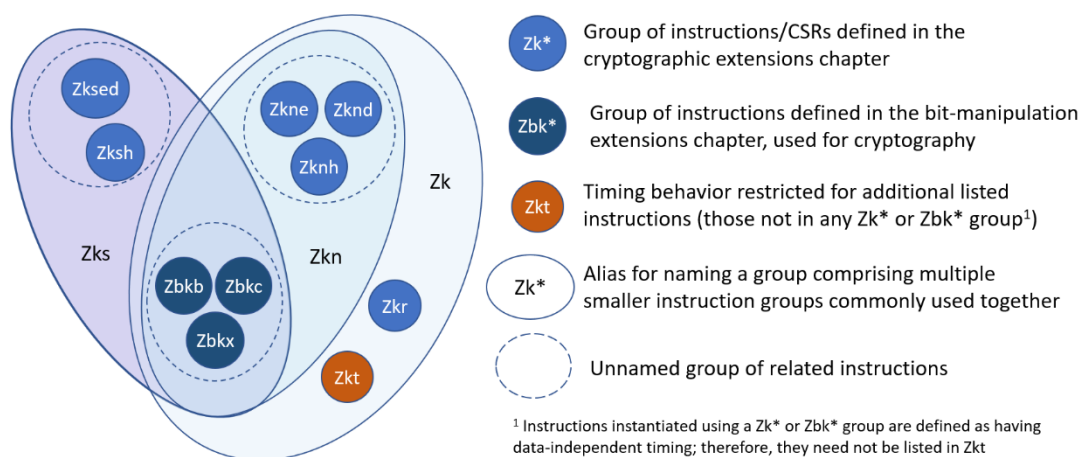 Zksed
Zksh
Zks
Zkne
Zknd
Zknh
Zk
Zkn
Zbkb
Zbkc
Zbkx
Zkr
Zkt
Zk*
Group of instructions/CSRs defined in the
cryptographic extensions chapter
Zbk*
Group of instructions defined in the bit-manipulation
extensions chapter, used for cryptography
Zkt
Timing behavior restricted for additional listed
instructions (those not in any Zk* or Zbk* group¹)
Zk*
Alias for naming a group comprising multiple
smaller instruction groups commonly used together
Unnamed group of related instructions
¹ Instructions instantiated using a Zk* or Zbk* group are defined as having
data-independent timing; therefore, they need not be listed in Zkt